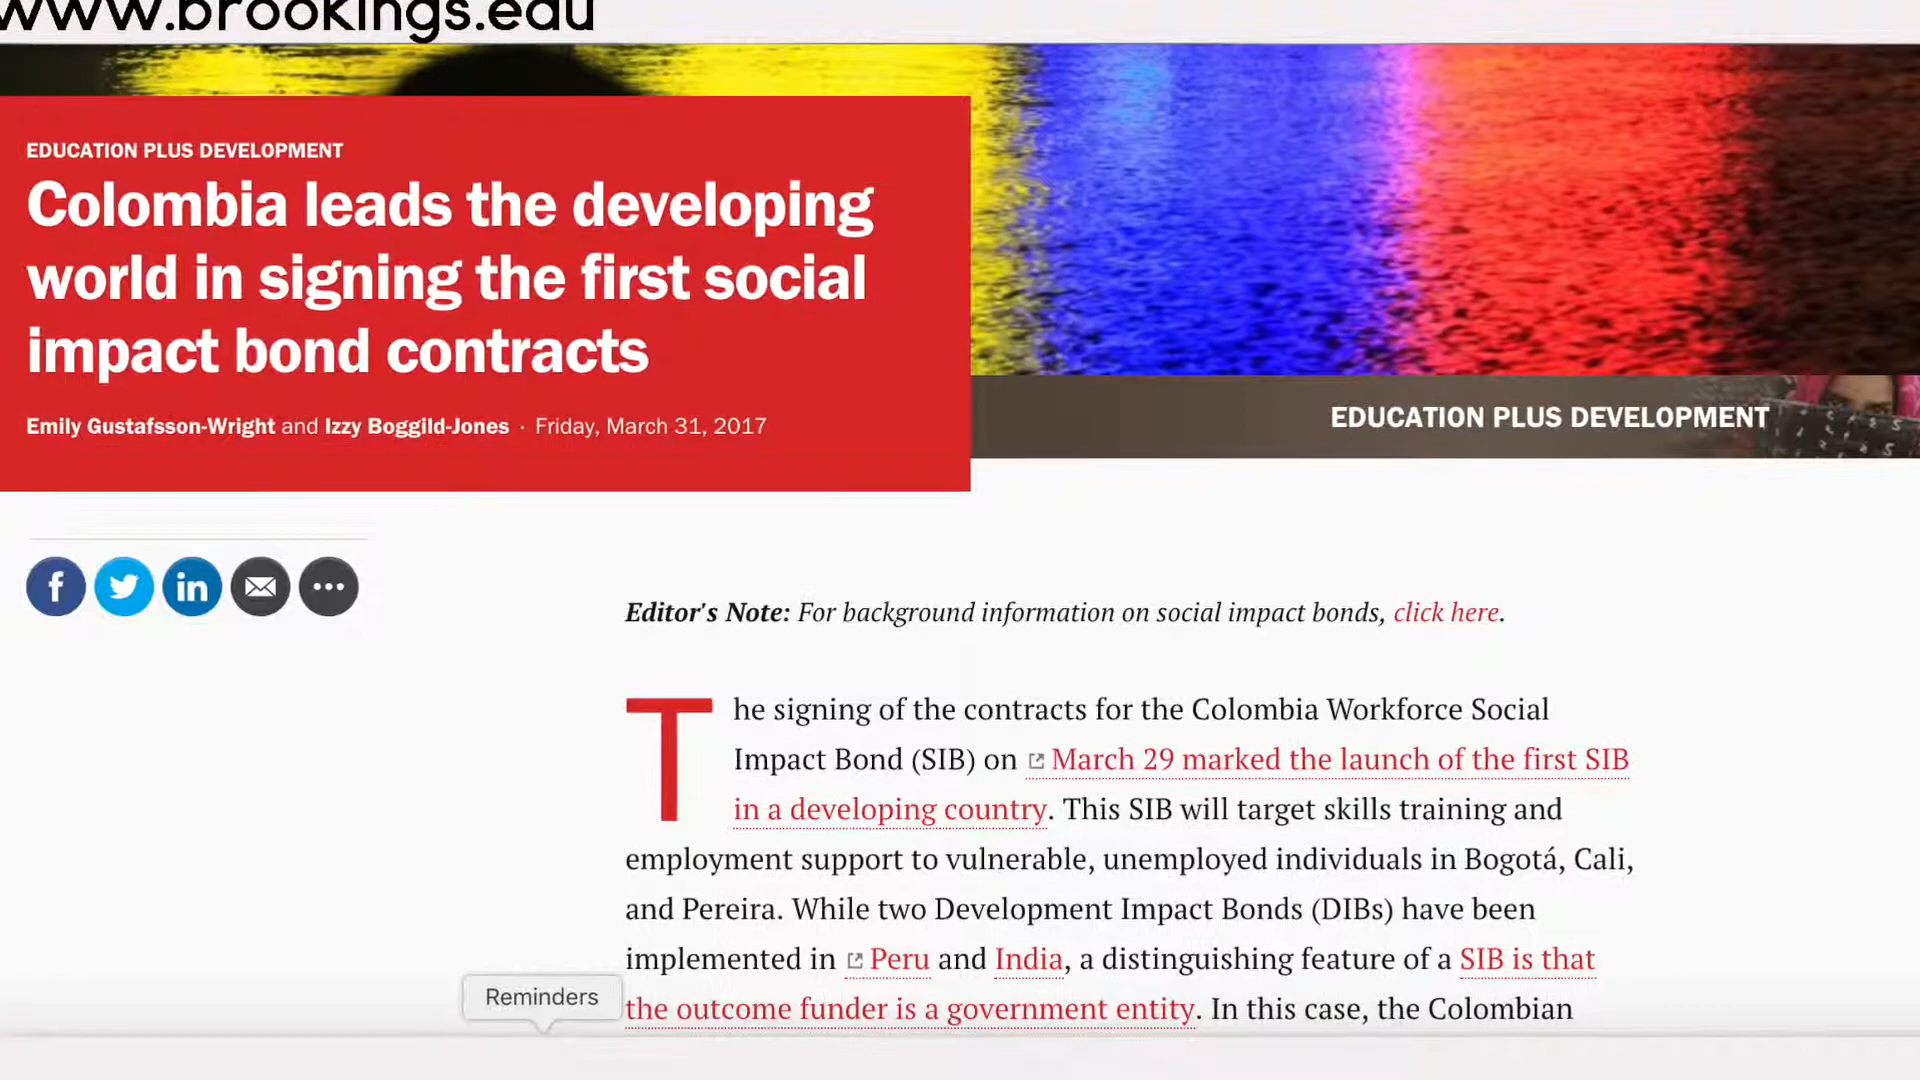 www.brookings.edu
EDUCATION PLUS DEVELOPMENT
Colombia leads the developing
world in signing the first social
impact bond contracts
Emily Gustafsson-Wright and Izzy Boggild-Jones · Friday, March 31, 2017
EDUCATION PLUS DEVELOPMENT
Editor's Note: For background information on social impact bonds, click here.
The signing of the contracts for the Colombia Workforce Social
Impact Bond (SIB) on March 29 marked the launch of the first SIB
in a developing country. This SIB will target skills training and
employment support to vulnerable, unemployed individuals in Bogotá, Cali,
and Pereira. While two Development Impact Bonds (DIBs) have been
implemented in Peru and India, a distinguishing feature of a SIB is that
the outcome funder is a government entity. In this case, the Colombian
Reminders